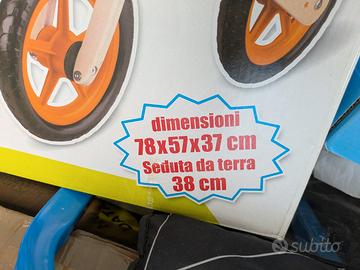 dimensioni
78x57x37 cm
Seduta da terra
38 cm
subito